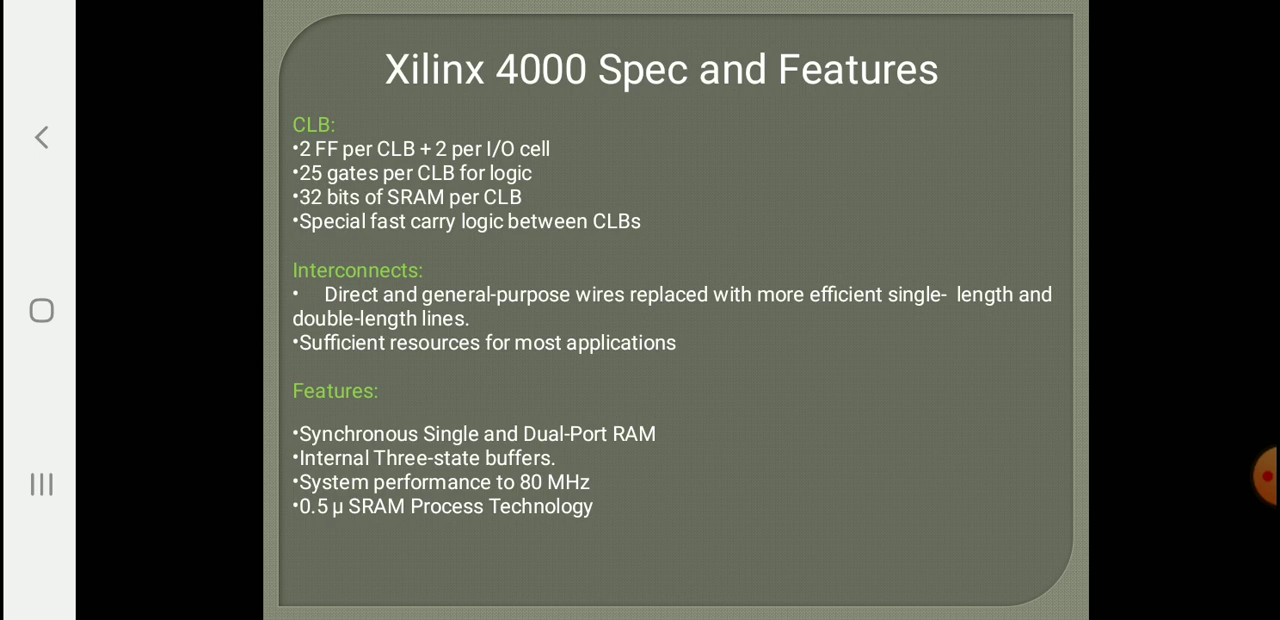 Xilinx 4000 Spec and Features
CLB:
•2 FF per CLB + 2 per I/O cell
•25 gates per CLB for logic
•32 bits of SRAM per CLB
•Special fast carry logic between CLBs
Interconnects:
• Direct and general-purpose wires replaced with more efficient single- length and
double-length lines.
•Sufficient resources for most applications
Features:
•Synchronous Single and Dual-Port RAM
•Internal Three-state buffers.
•System performance to 80 MHz
•0.5 µ SRAM Process Technology